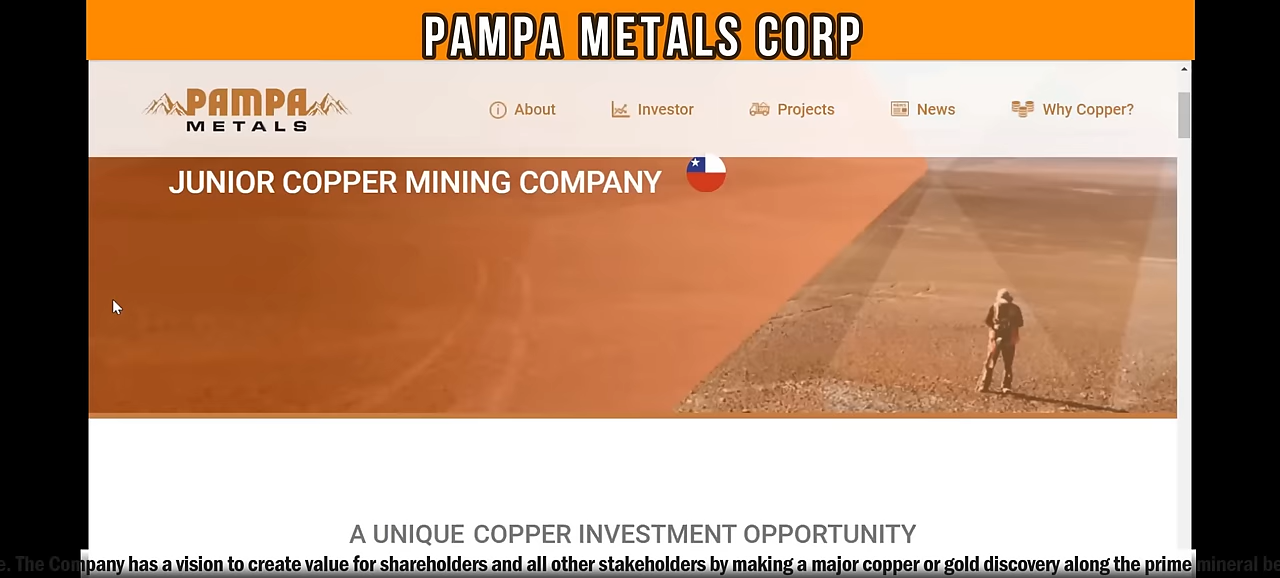 PAMPA METALS CORP
PAMPA
METALS
About
Investor
Projects
News
Why Copper?
JUNIOR COPPER MINING COMPANY
A UNIQUE COPPER INVESTMENT OPPORTUNITY
e. The Company has a vision to create value for shareholders and all other stakeholders by making a major copper or gold discovery along the prime mineral be